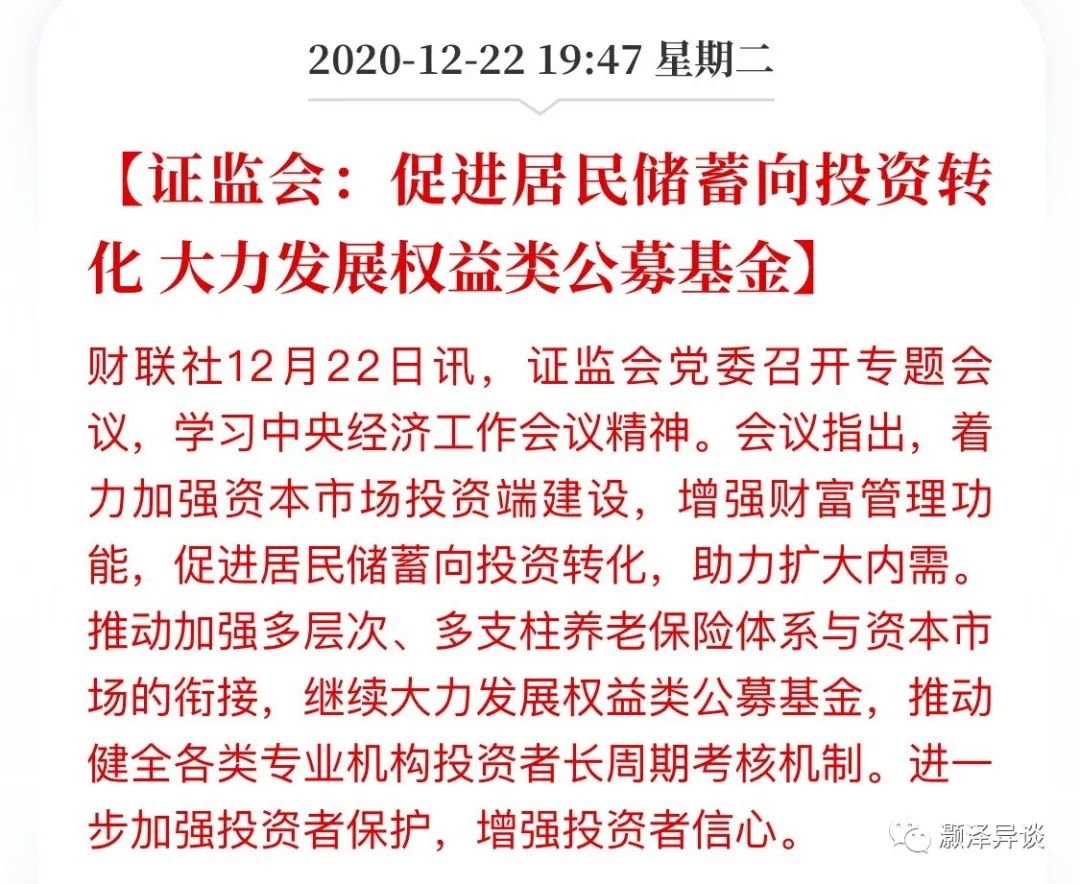 2020-12-22 19:47 星期二
【证监会：促进居民储蓄向投资转
化 大力发展权益类公募基金】
财联社12月22日讯，证监会党委召开专题会
议，学习中央经济工作会议精神。会议指出，着
力加强资本市场投资端建设，增强财富管理功
能，促进居民储蓄向投资转化，助力扩大内需。
推动加强多层次、多支柱养老保险体系与资本市
场的衔接，继续大力发展权益类公募基金，推动
健全各类专业机构投资者长周期考核机制。进一
步加强投资者保护，增强投资者信心。
灏泽异谈